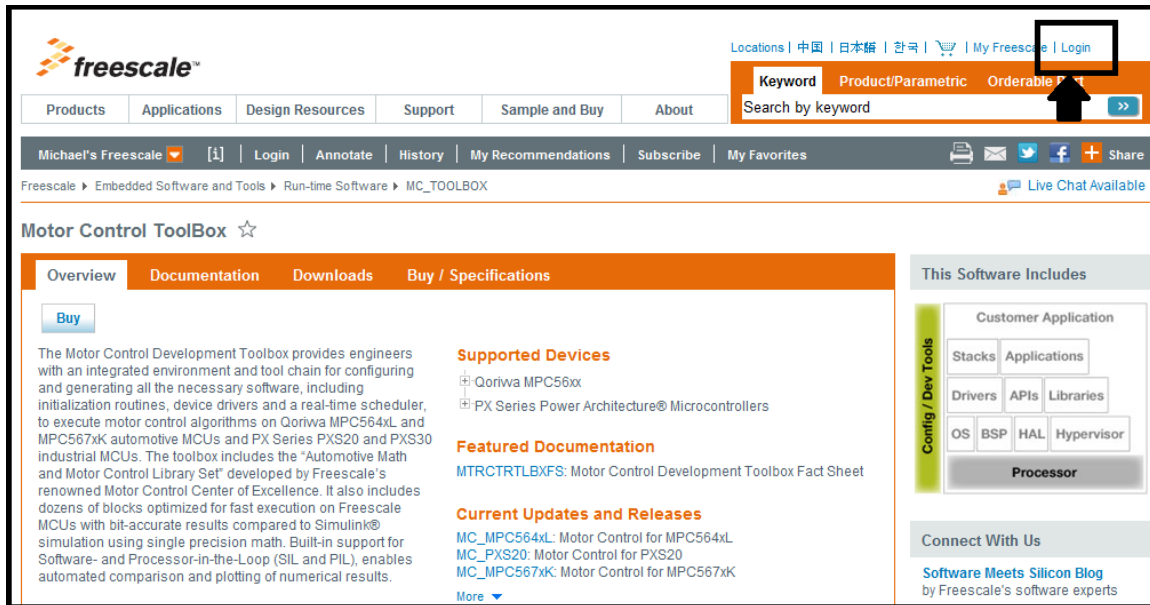 freescale™
Locations | 中国 | 日本語 | 한국 | | My Freescale | Login
Keyword Product/Parametric Orderable Part
Search by keyword
Products Applications Design Resources Support Sample and Buy About
Michael's Freescale [i] | Login | Annotate | History | My Recommendations | Subscribe | My Favorites Share
Freescale Embedded Software and Tools Run-time Software MC_TOOLBOX
Live Chat Available
Motor Control ToolBox
Overview Documentation Downloads Buy / Specifications
Buy
The Motor Control Development Toolbox provides engineers
with an integrated environment and tool chain for configuring
and generating all the necessary software, including
initialization routines, device drivers and a real-time scheduler,
to execute motor control algorithms on Qoriwa MPC564xL and
MPC567xK automotive MCUs and PX Series PXS20 and PXS30
industrial MCUs. The toolbox includes the “Automotive Math
and Motor Control Library Set” developed by Freescale's
renowned Motor Control Center of Excellence. It also includes
dozens of blocks optimized for fast execution on Freescale
MCUs with bit-accurate results compared to Simulink®
simulation using single precision math. Built-in support for
Software- and Processor-in-the-Loop (SIL and PIL), enables
automated comparison and plotting of numerical results.
Supported Devices
Qoriwa MPC56xx
PX Series Power Architecture® Microcontrollers
Featured Documentation
MTRCTRTLBXFS: Motor Control Development Toolbox Fact Sheet
Current Updates and Releases
MC_MPC564xL: Motor Control for MPC564xL
MC_PXS20: Motor Control for PXS20
MC_MPC567xK: Motor Control for MPC567xK
More
This Software Includes
Config / Dev Tools
Customer Application
Stacks Applications
Drivers APIs Libraries
OS BSP HAL Hypervisor
Processor
Connect With Us
Software Meets Silicon Blog
by Freescale's software experts